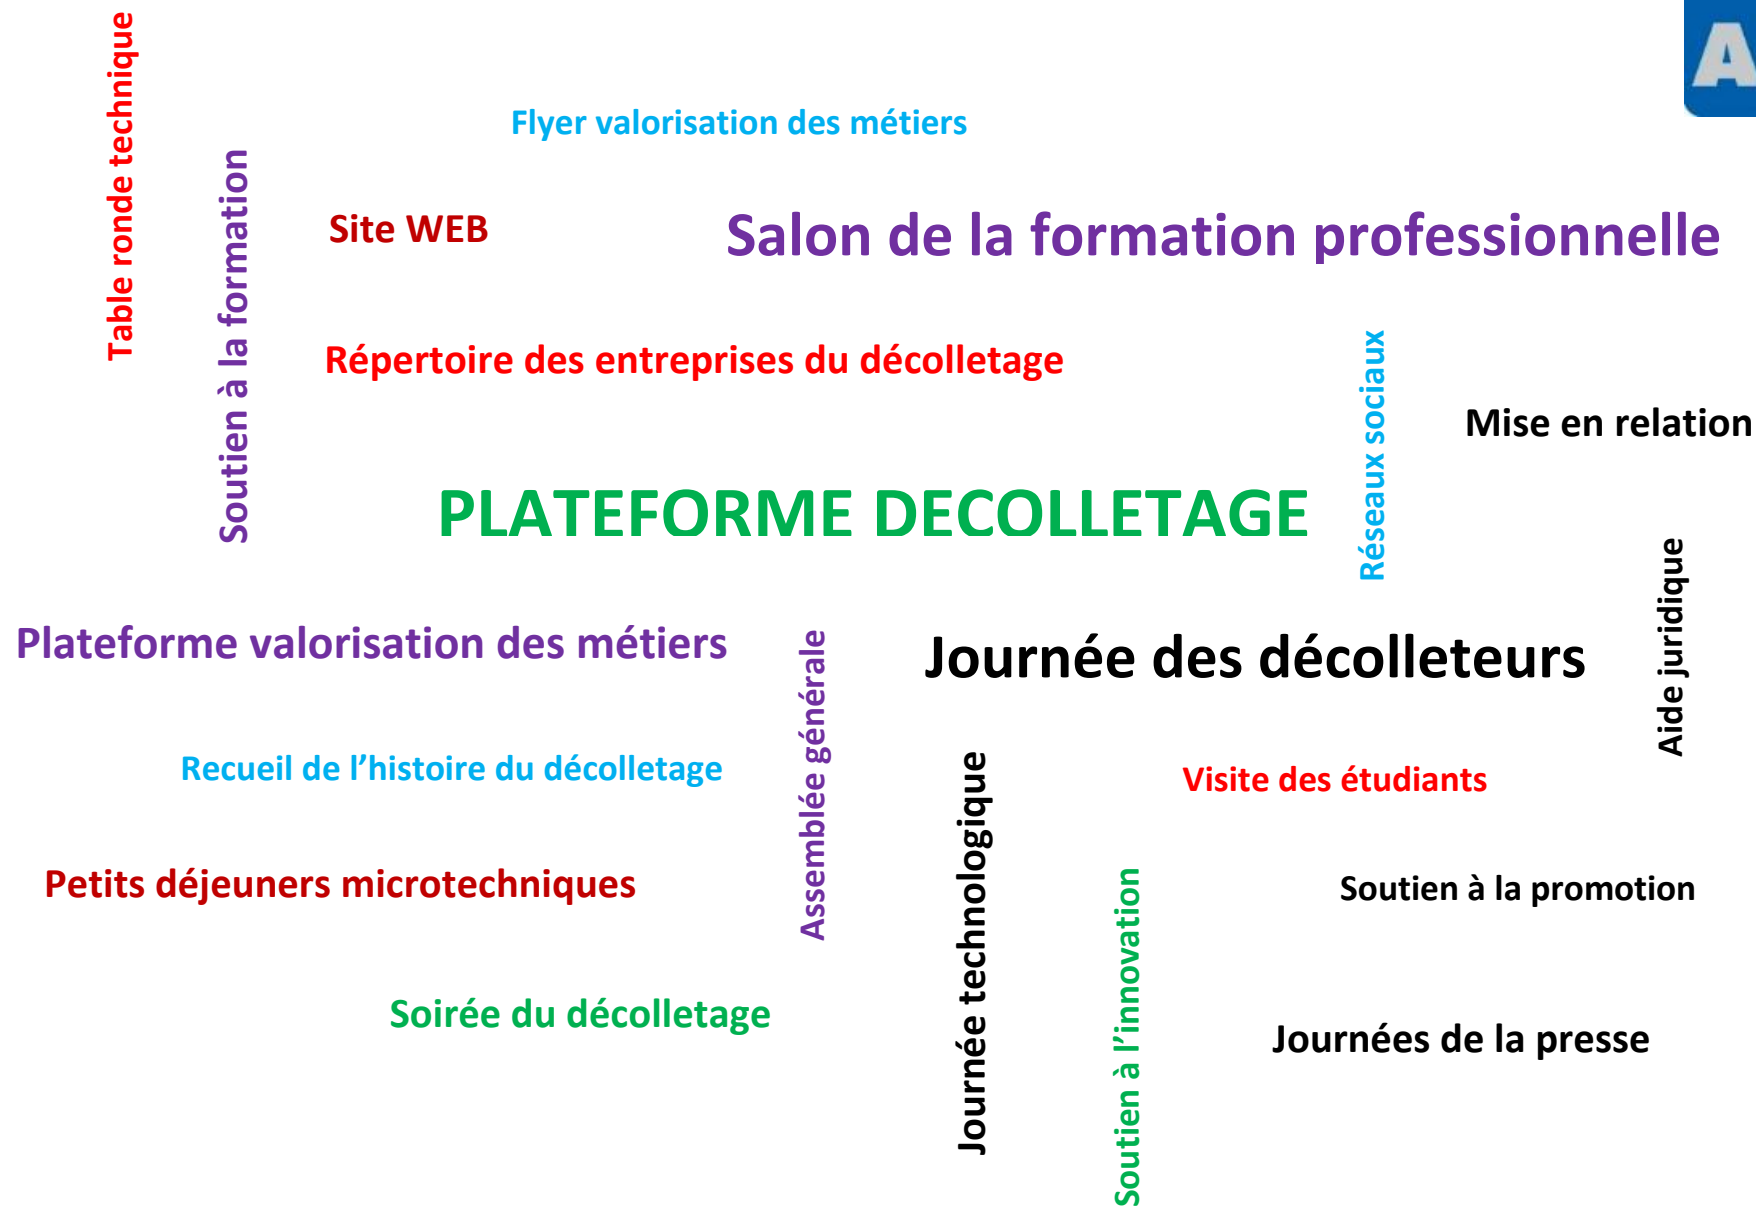 A
Table ronde technique
Flyer valorisation des métiers
Soutien à la formation
Site WEB
Salon de la formation professionnelle
Répertoire des entreprises du décolletage
Réseaux sociaux
Mise en relation
PLATEFORME DECOLLETAGE
Aide juridique
Plateforme valorisation des métiers
Assemblée générale
Journée des décolleteurs
Recueil de l’histoire du décolletage
Journée technologique
Visite des étudiants
Petits déjeuners microtechniques
Soutien à l’innovation
Soutien à la promotion
Soirée du décolletage
Journées de la presse